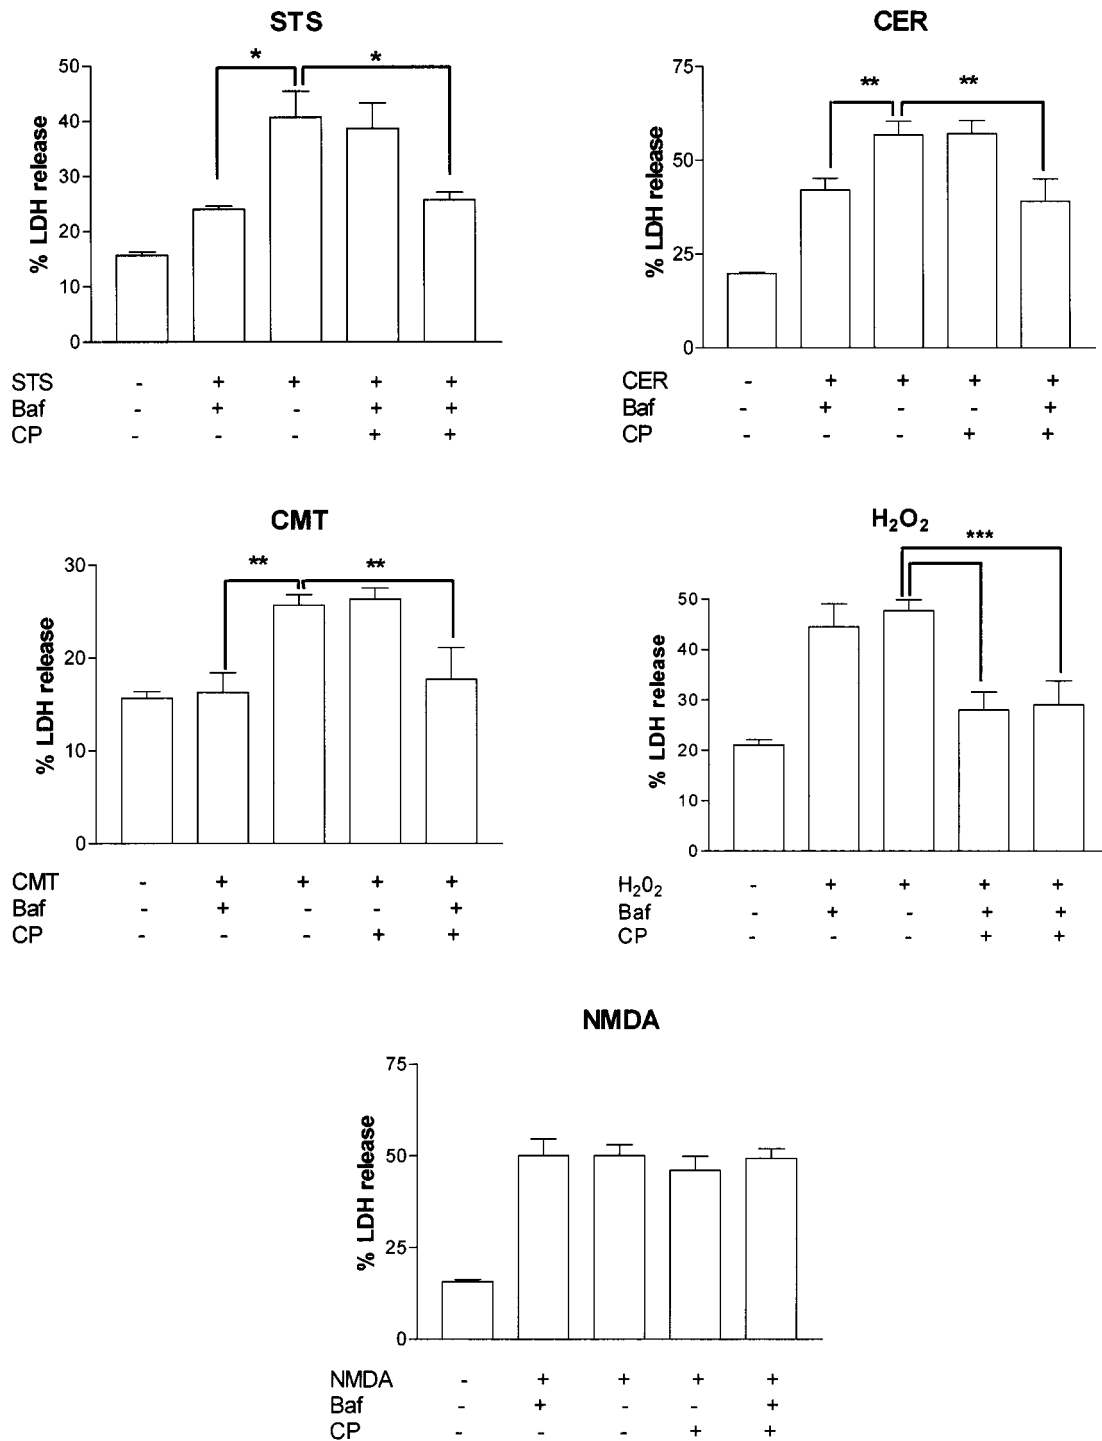 STS
* *
50
40
30
20
10
0
% LDH release
STS - + + + +
Baf - + - + +
CP - - - + +
CER
** **
75
50
25
0
% LDH release
CER - + + + +
Baf - + - - +
CP - - - + +
CMT
** **
30
20
10
0
% LDH release
CMT - + + + +
Baf - + - - +
CP - - - + +
H₂O₂
***
50
40
30
20
10
0
% LDH release
H₂0₂ - + + + +
Baf - + - + +
CP - - - + +
NMDA
75
50
25
0
% LDH release
NMDA - + + + +
Baf - + - - +
CP - - - + +